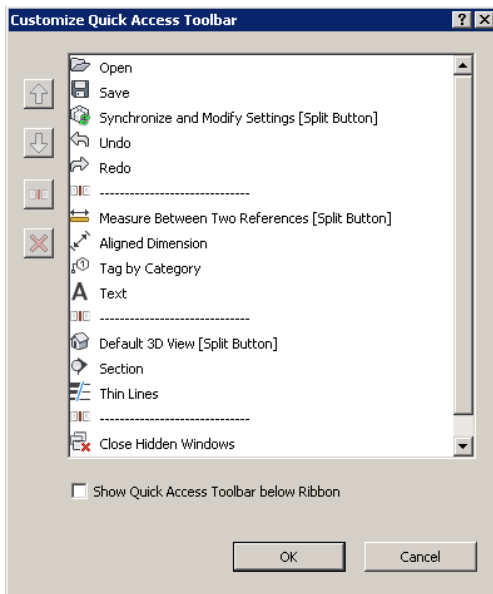 Customize Quick Access Toolbar
Open
Save
Synchronize and Modify Settings [Split Button]
Undo
Redo
------------------------------
Measure Between Two References [Split Button]
Aligned Dimension
Tag by Category
Text
------------------------------
Default 3D View [Split Button]
Section
Thin Lines
------------------------------
Close Hidden Windows
Show Quick Access Toolbar below Ribbon
OK Cancel